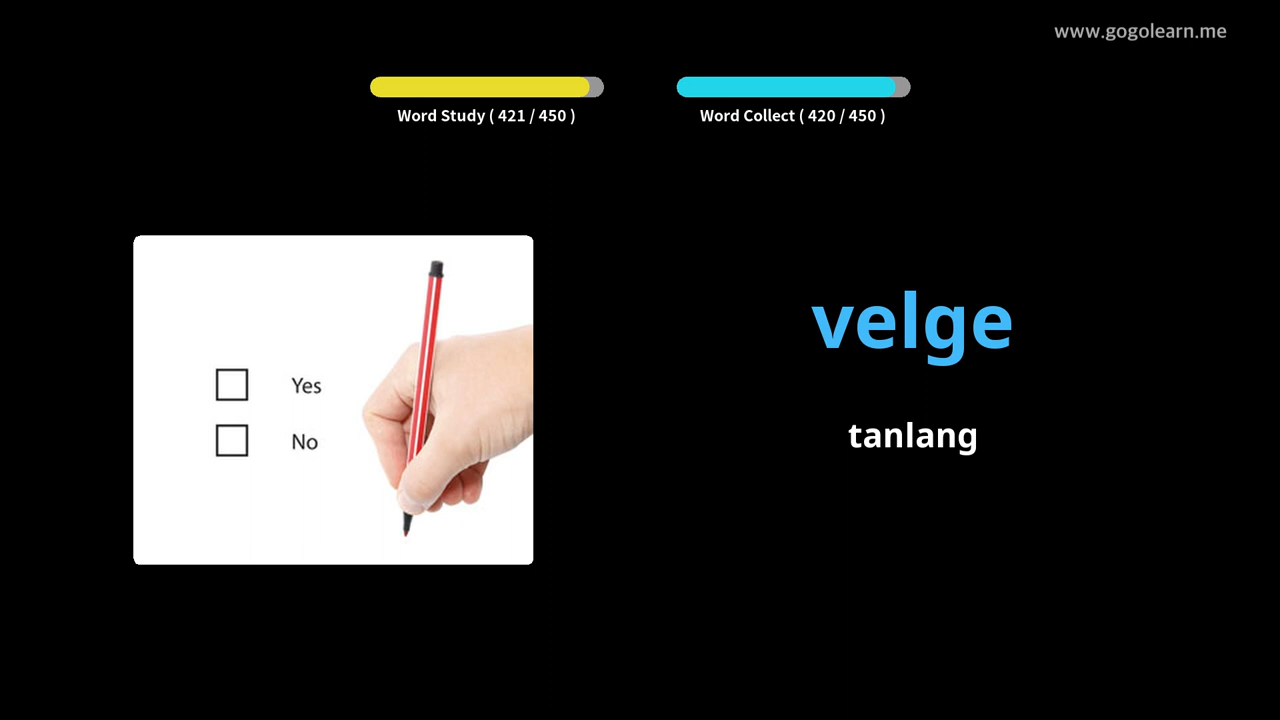 www.gogolearn.me
Word Study ( 421 / 450 )
Word Collect ( 420 / 450 )
Yes
No
velge
tanlang